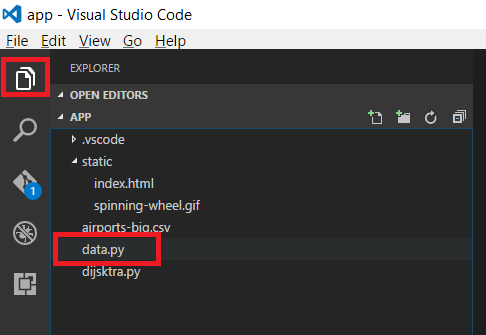 app - Visual Studio Code
File Edit View Go Help
EXPLORER
OPEN EDITORS
APP
.vscode
static
index.html
spinning-wheel.gif
airports-big.csv
1
data.py
dijsktra.py